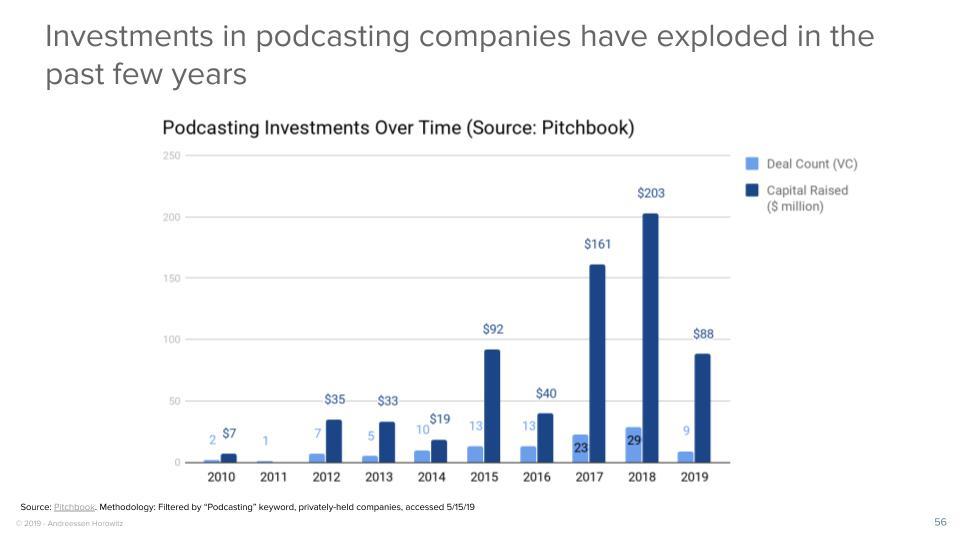 Investments in podcasting companies have exploded in the
past few years
Podcasting Investments Over Time (Source: Pitchbook)
Deal Count (VC)
Capital Raised
($ million)
250
200
150
100
50
0
2 $7
1
7 $35
5 $33
10 $19
13 $92
13 $40
23 $161
29 $203
9 $88
2010 2011 2012 2013 2014 2015 2016 2017 2018 2019
Source: Pitchbook. Methodology: Filtered by “Podcasting” keyword, privately-held companies, accessed 5/15/19
© 2019 - Andreessen Horowitz
56